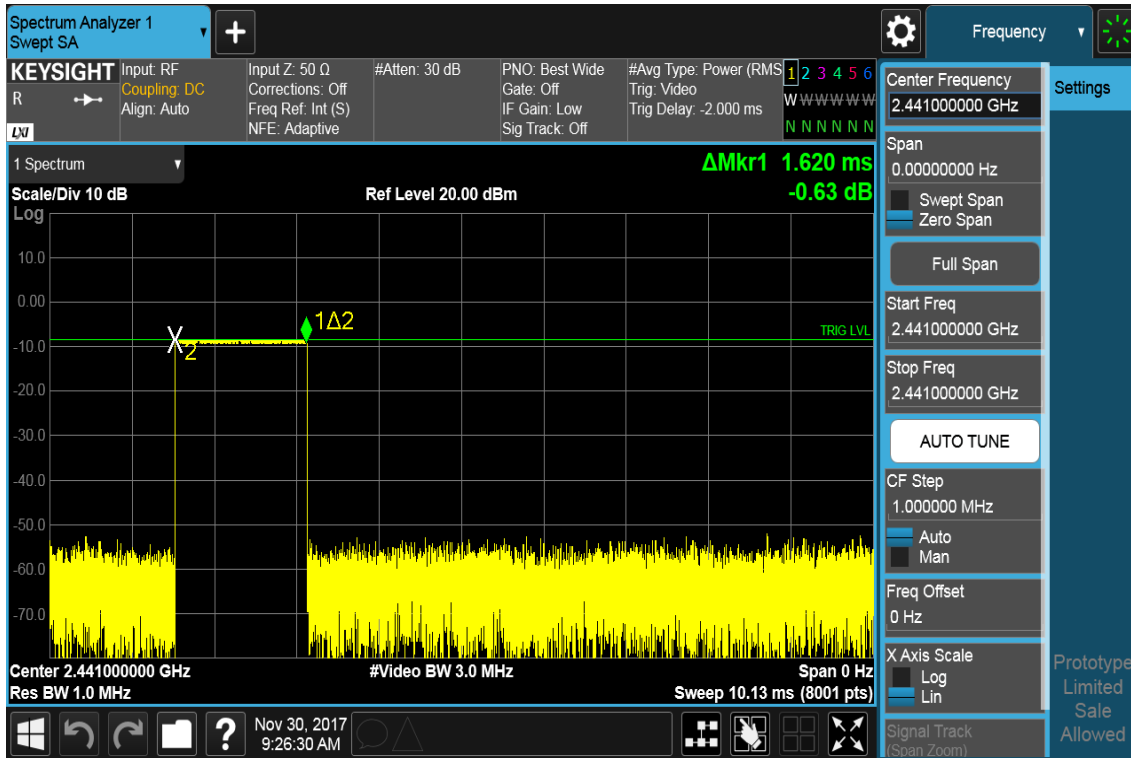 Spectrum Analyzer 1
Swept SA
+
Frequency
KEYSIGHT
R
LXI
Input: RF
Coupling: DC
Align: Auto
Input Z: 50 Ω
Corrections: Off
Freq Ref: Int (S)
NFE: Adaptive
#Atten: 30 dB
PNO: Best Wide
Gate: Off
IF Gain: Low
Sig Track: Off
#Avg Type: Power (RMS
Trig: Video
Trig Delay: -2.000 ms
1 2 3 4 5 6
W W W W W W
N N N N N N
1 Spectrum
ΔMkr1 1.620 ms
-0.63 dB
Scale/Div 10 dB
Ref Level 20.00 dBm
Log
10.0
0.00
-10.0
-20.0
-30.0
-40.0
-50.0
-60.0
-70.0
X
2
1Δ2
TRIG LVL
Center 2.441000000 GHz
#Video BW 3.0 MHz
Span 0 Hz
Res BW 1.0 MHz
Sweep 10.13 ms (8001 pts)
Nov 30, 2017
9:26:30 AM
?
Center Frequency
2.441000000 GHz
Span
0.00000000 Hz
Swept Span
Zero Span
Full Span
Start Freq
2.441000000 GHz
Stop Freq
2.441000000 GHz
AUTO TUNE
CF Step
1.000000 MHz
Auto
Man
Freq Offset
0 Hz
X Axis Scale
Log
Lin
Signal Track
(Span Zoom)
Settings
Prototype
Limited
Sale
Allowed